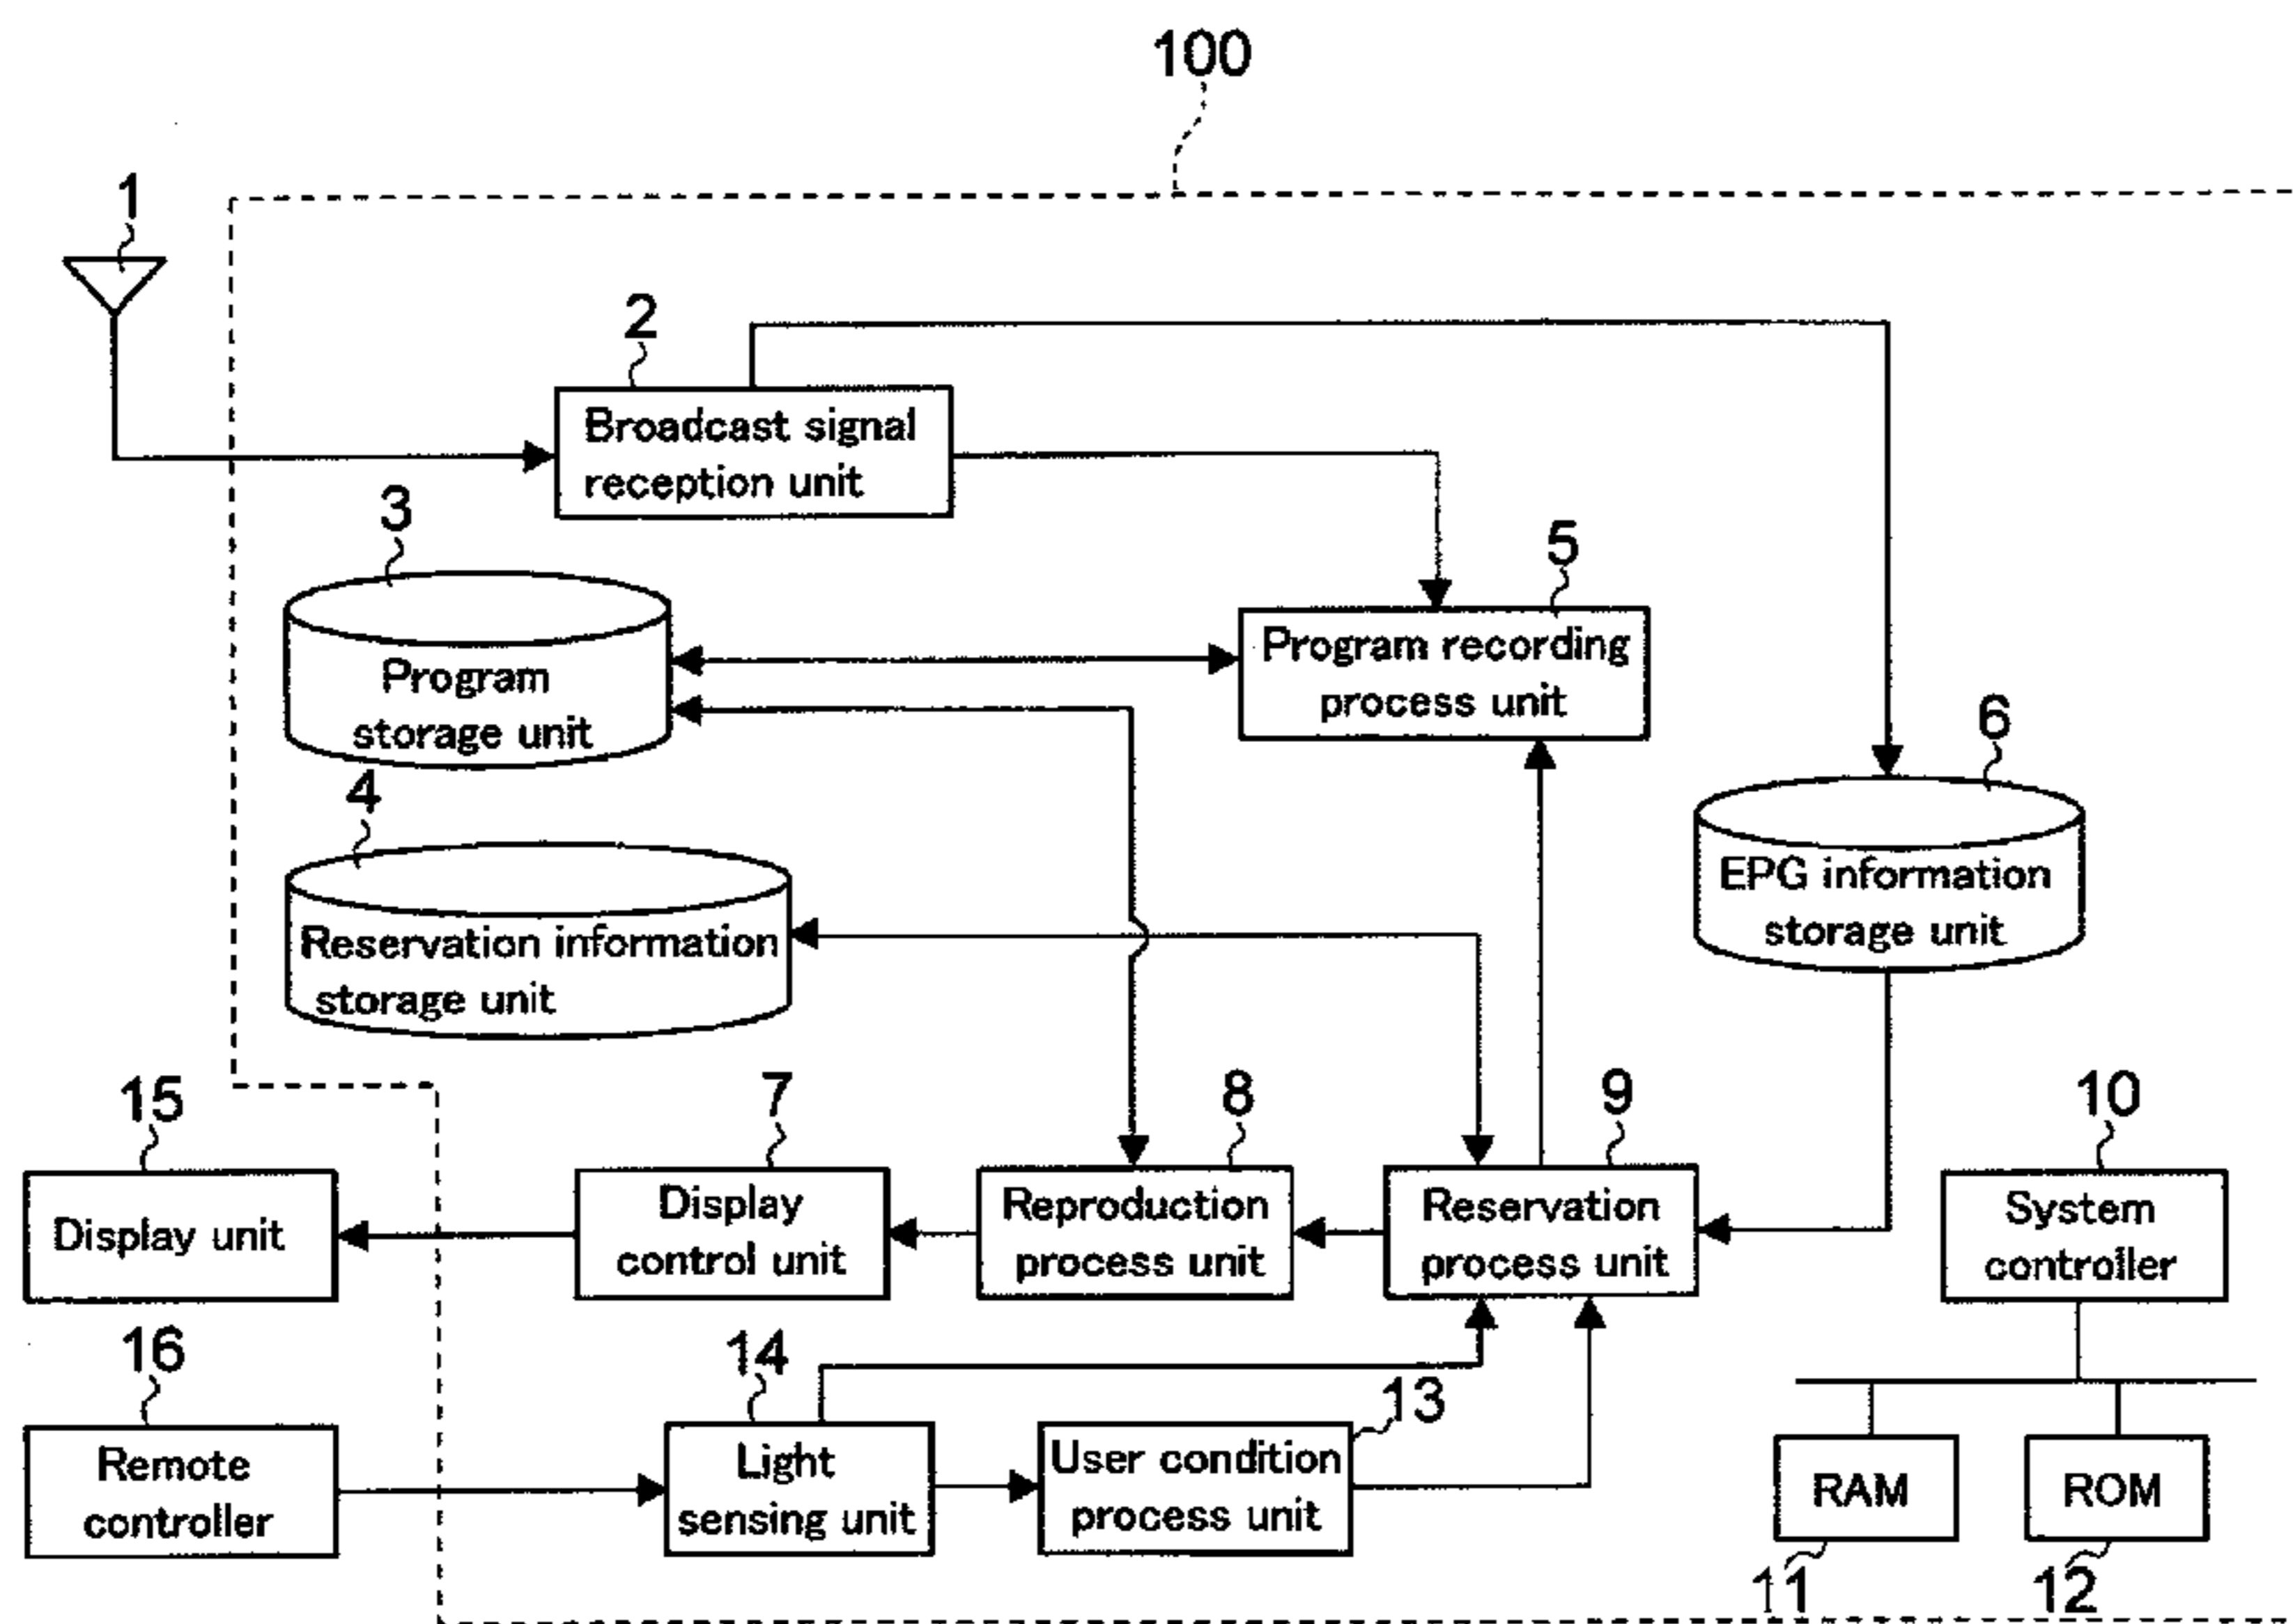 100
1
2
Broadcast signal
reception unit
3
Program
storage unit
5
Program recording
process unit
6
EPG information
storage unit
4
Reservation information
storage unit
15
Display unit
7
Display
control unit
8
Reproduction
process unit
9
Reservation
process unit
10
System
controller
16
Remote
controller
14
Light
sensing unit
13
User condition
process unit
RAM
11
ROM
12